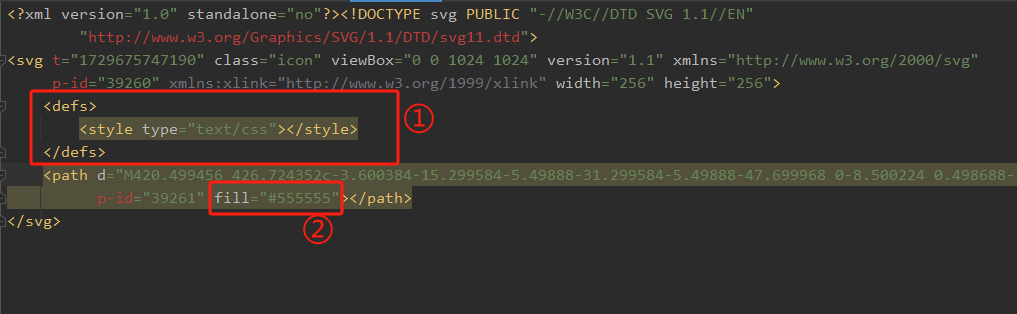 <?xml version="1.0" standalone="no"?><!DOCTYPE svg PUBLIC "-//W3C//DTD SVG 1.1//EN"
"http://www.w3.org/Graphics/SVG/1.1/DTD/svg11.dtd">
<svg t="1729675747190" class="icon" viewBox="0 0 1024 1024" version="1.1" xmlns="http://www.w3.org/2000/svg"
p-id="39260" xmlns:xlink="http://www.w3.org/1999/xlink" width="256" height="256">
<defs>
<style type="text/css"></style>
①
</defs>
<path d="M420.499456 426.724352c-3.600384-15.299584-5.49888-31.299584-5.49888-47.699968 0-8.500224 0.498688-
p-id="39261" fill="#555555"></path>
②
</svg>